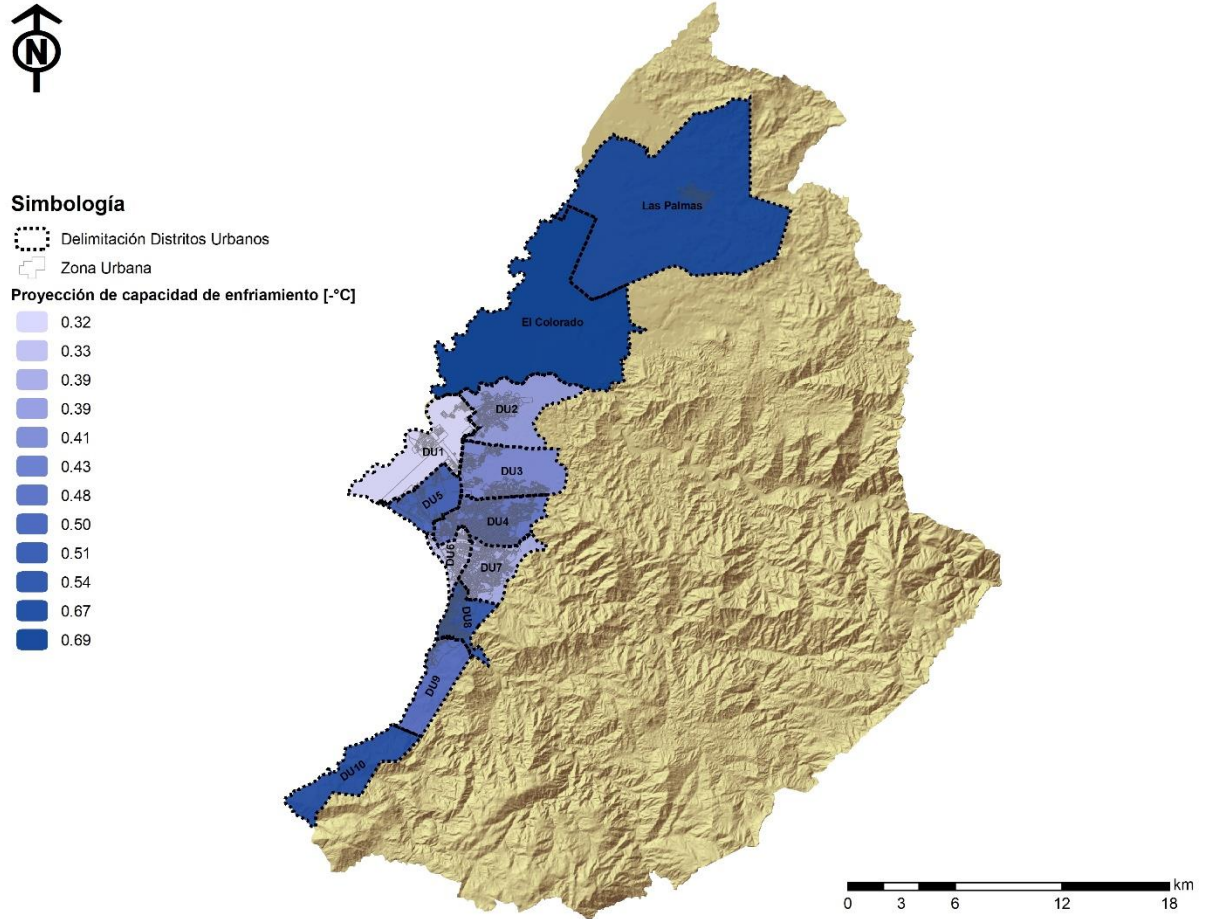 N
Simbología
Delimitación Distritos Urbanos
Zona Urbana
Proyección de capacidad de enfriamiento [-°C]
0.32
0.33
0.39
0.39
0.41
0.43
0.48
0.50
0.51
0.54
0.67
0.69
Las Palmas
El Colorado
DU2
DU1
DU3
DU5
DU4
DU6
DU7
DU8
DU9
DU10
km
0 3 6 12 18